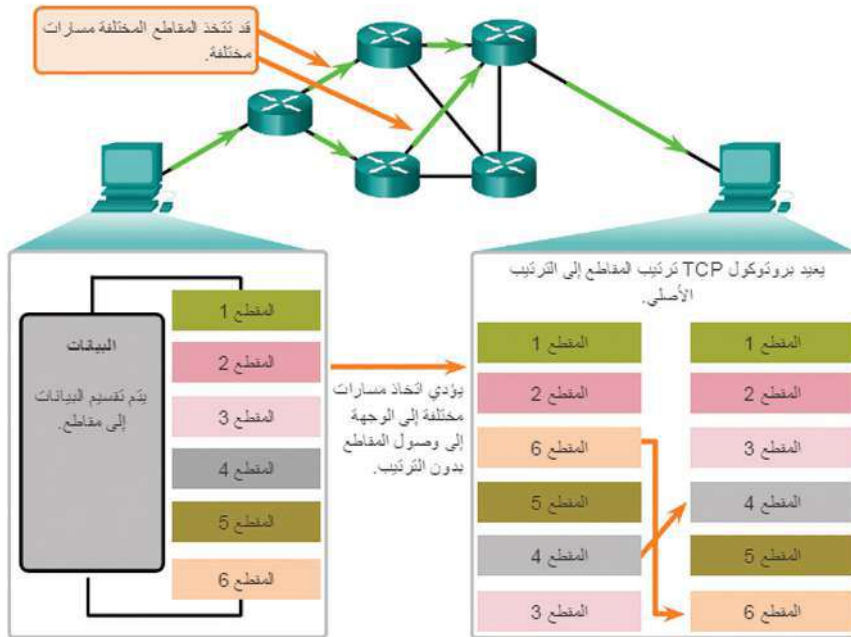 قد تتخذ المقاطع المختلفة مسارات
مختلفة.
البيانات
يتم تقسيم البيانات
إلى مقاطع.
المقطع 1
المقطع 2
المقطع 3
المقطع 4
المقطع 5
المقطع 6
يؤدي اتخاذ مسارات
مختلفة إلى الوجهة
إلى وصول المقاطع
بدون الترتيب.
يعيد بروتوكول TCP ترتيب المقاطع إلى الترتيب
الأصلي.
المقطع 1
المقطع 2
المقطع 6
المقطع 5
المقطع 4
المقطع 3
المقطع 1
المقطع 2
المقطع 3
المقطع 4
المقطع 5
المقطع 6